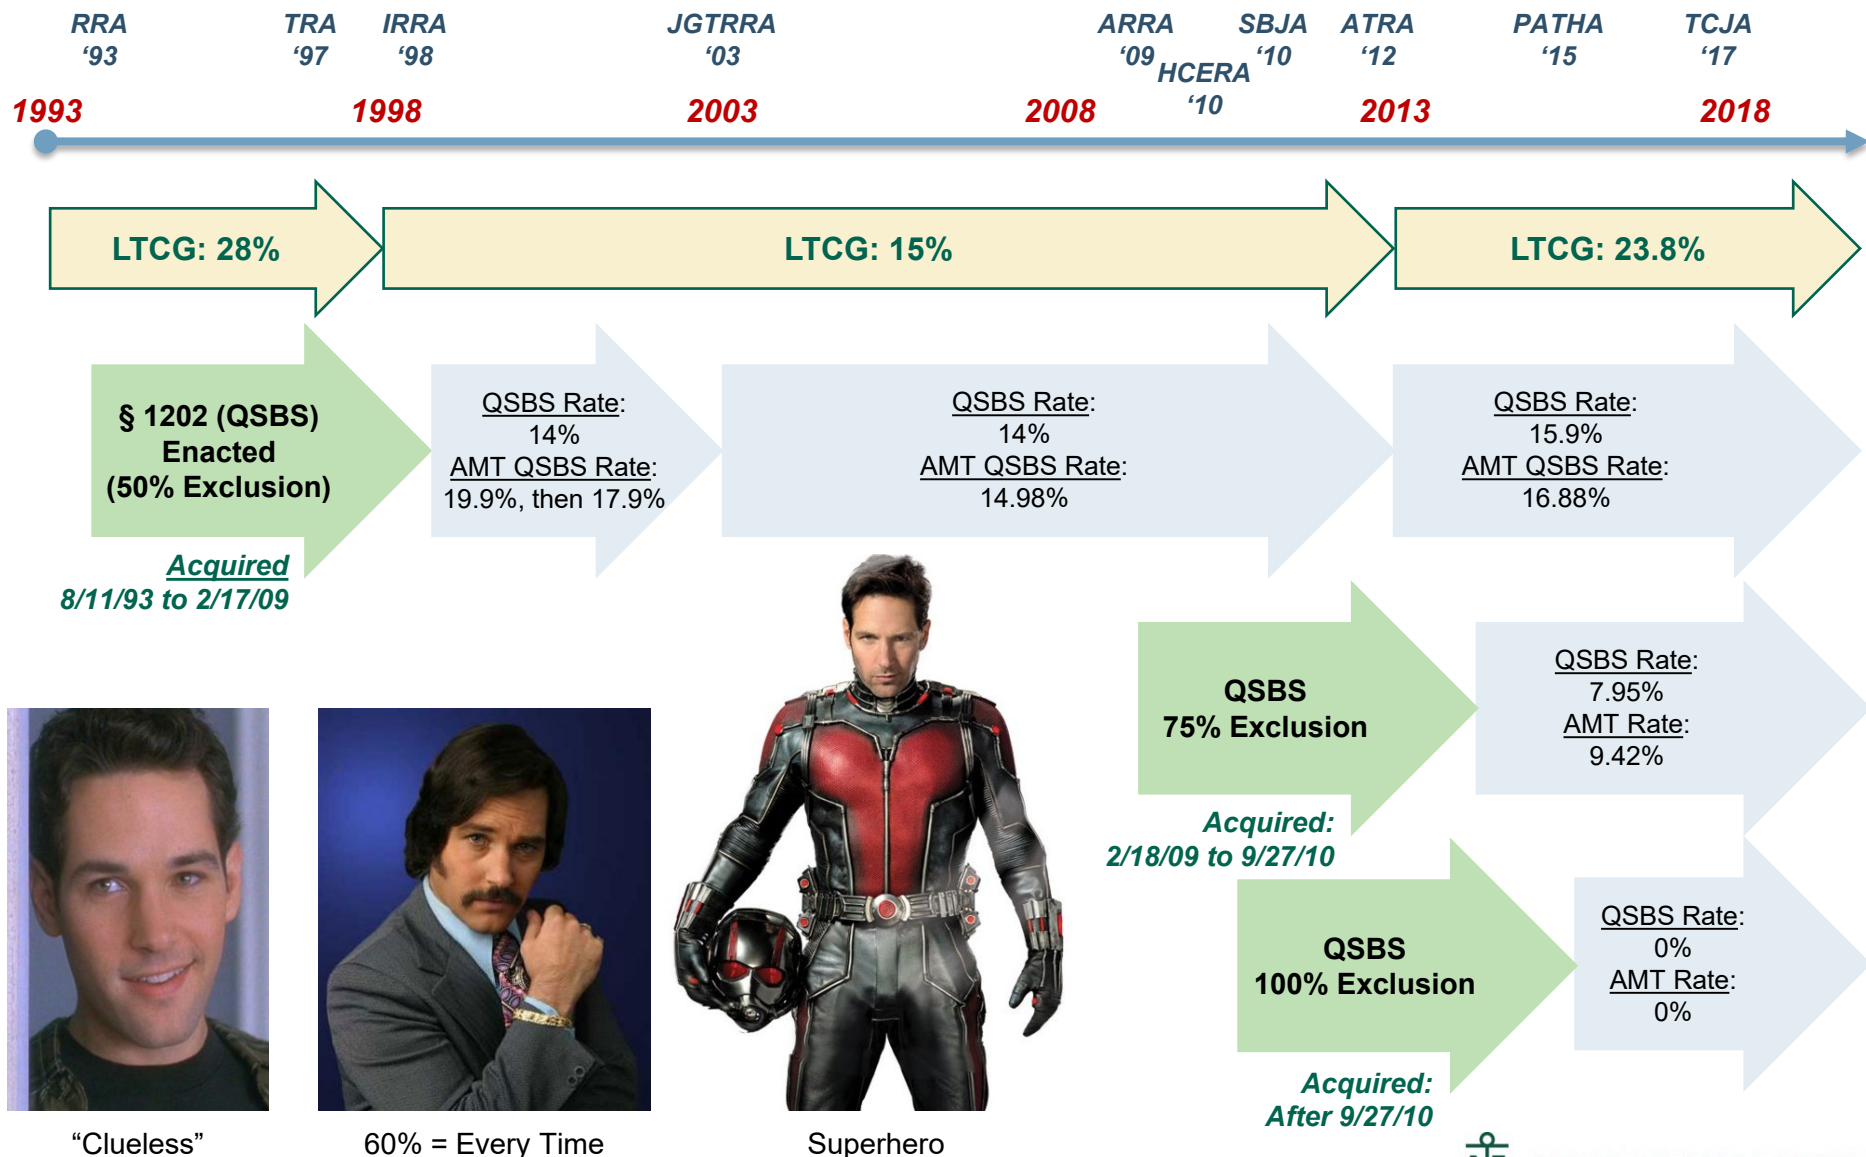 RRA
‘93
TRA
‘97
IRRA
‘98
JGTRRA
‘03
ARRA
‘09
HCERA
‘10
SBJA
‘10
ATRA
‘12
PATHA
‘15
TCJA
‘17
1993
1998
2003
2008
2013
2018
LTCG: 28%
LTCG: 15%
LTCG: 23.8%
§ 1202 (QSBS)
Enacted
(50% Exclusion)
QSBS Rate:
14%
AMT QSBS Rate:
19.9%, then 17.9%
QSBS Rate:
14%
AMT QSBS Rate:
14.98%
QSBS Rate:
15.9%
AMT QSBS Rate:
16.88%
Acquired
8/11/93 to 2/17/09
QSBS
75% Exclusion
QSBS Rate:
7.95%
AMT Rate:
9.42%
Acquired:
2/18/09 to 9/27/10
QSBS
100% Exclusion
QSBS Rate:
0%
AMT Rate:
0%
Acquired:
After 9/27/10
“Clueless”
60% = Every Time
Superhero